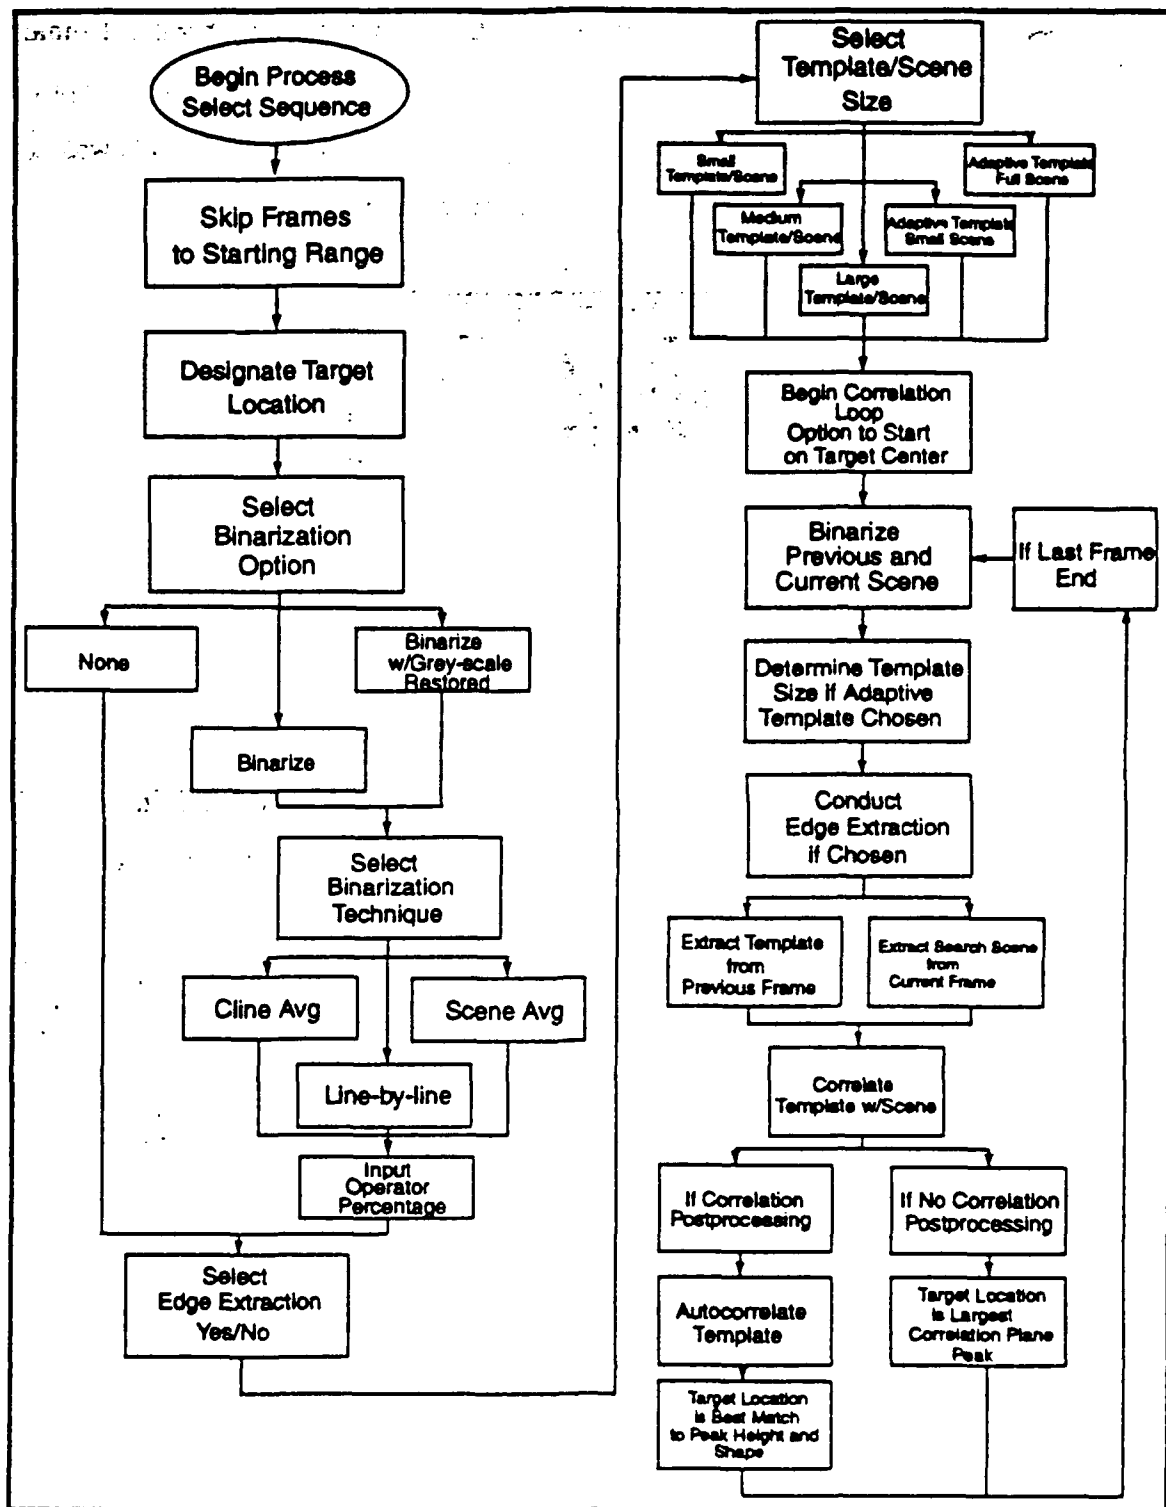 Begin Process
Select Sequence
Skip Frames
to Starting Range
Designate Target
Location
Select
Binarization
Option
None
Binarize
w/Grey-scale
Restored
Binarize
Select
Binarization
Technique
Cline Avg
Scene Avg
Line-by-line
Input
Operator
Percentage
Select
Edge Extraction
Yes/No
Select
Template/Scene
Size
Small
Template/Scene
Adaptive Template
Full Scene
Medium
Template/Scene
Adaptive Template
Small Scene
Large
Template/Scene
Begin Correlation
Loop
Option to Start
on Target Center
Binarize
Previous and
Current Scene
If Last Frame
End
Determine Template
Size if Adaptive
Template Chosen
Conduct
Edge Extraction
if Chosen
Extract Template
from
Previous Frame
Extract Search Scene
from
Current Frame
Correlate
Template w/Scene
If Correlation
Postprocessing
If No Correlation
Postprocessing
Autocorrelate
Template
Target Location
is Largest
Correlation Plane
Peak
Target Location
is Best Match
to Peak Height and
Shape